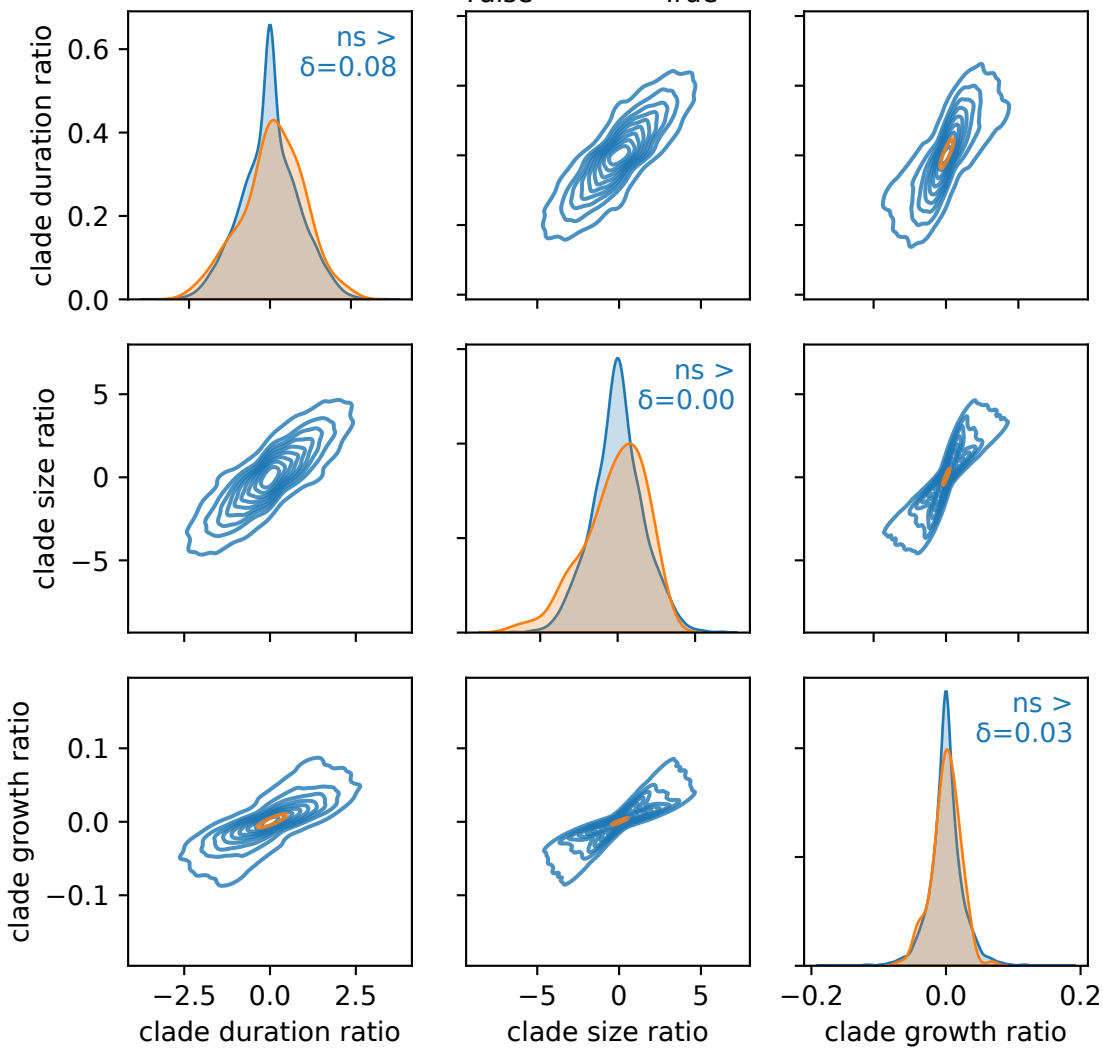 False True
clade duration ratio
0.6
0.4
0.2
0.0
ns >
δ=0.08
clade size ratio
5
0
−5
ns >
δ=0.00
clade growth ratio
0.1
0.0
−0.1
ns >
δ=0.03
−2.5 0.0 2.5
−5 0 5
−0.2 0.0 0.2
clade duration ratio
clade size ratio
clade growth ratio